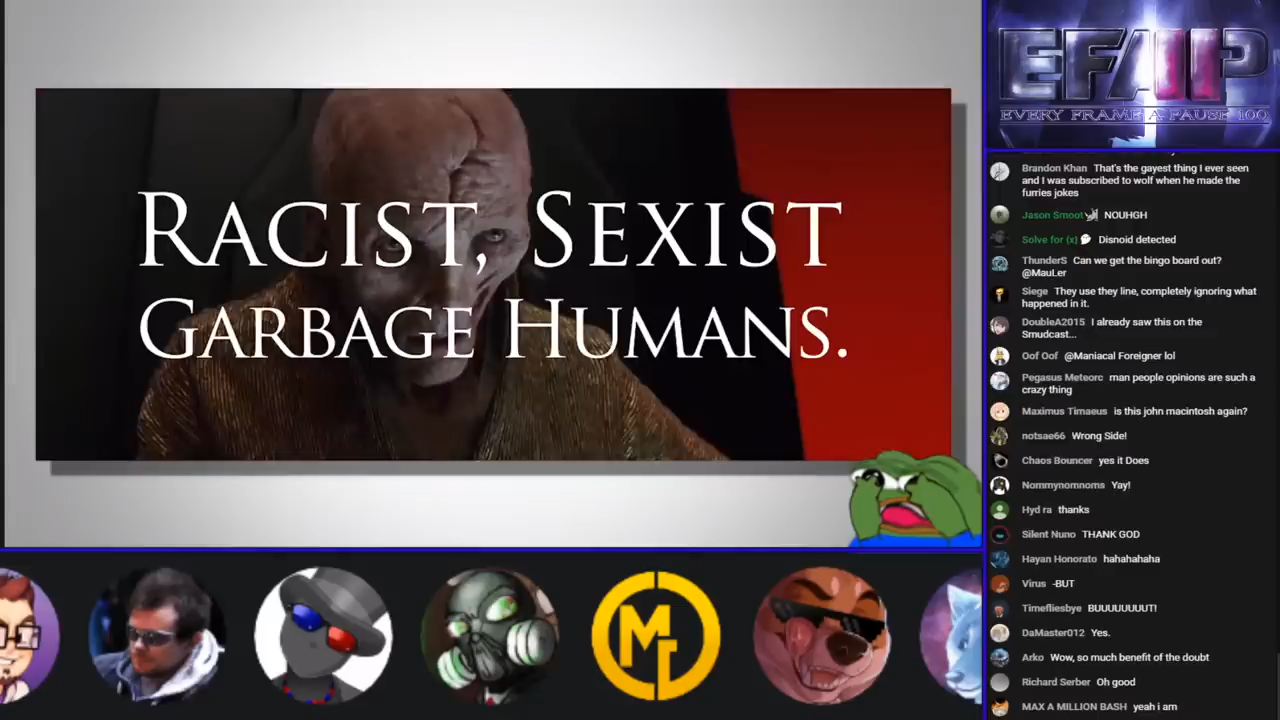 RACIST, SEXIST
GARBAGE HUMANS.
EFAP
EVERY FRAME A PAUSE 100
Brandon Khan That's the gayest thing I ever seen
and I was subscribed to wolf when he made the
furries jokes
Jason Smoot NOUHGH
Solve for (x) Disnoid detected
ThunderS Can we get the bingo board out?
@MauLer
Siege They use they line, completely ignoring what
happened in it.
DoubleA2015 I already saw this on the
Smudcast...
Oof Oof @Maniacal Foreigner lol
Pegasus Meteorc man people opinions are such a
crazy thing
Maximus Timaeus is this john macintosh again?
notsae66 Wrong Side!
Chaos Bouncer yes it Does
Nommynomnoms Yay!
Hyd ra thanks
Silent Nuno THANK GOD
Hayan Honorato hahahahaha
Virus -BUT
Timefliesbye BUUUUUUUT!
DaMaster012 Yes.
Arko Wow, so much benefit of the doubt
Richard Serber Oh good
MAX A MILLION BASH yeah i am